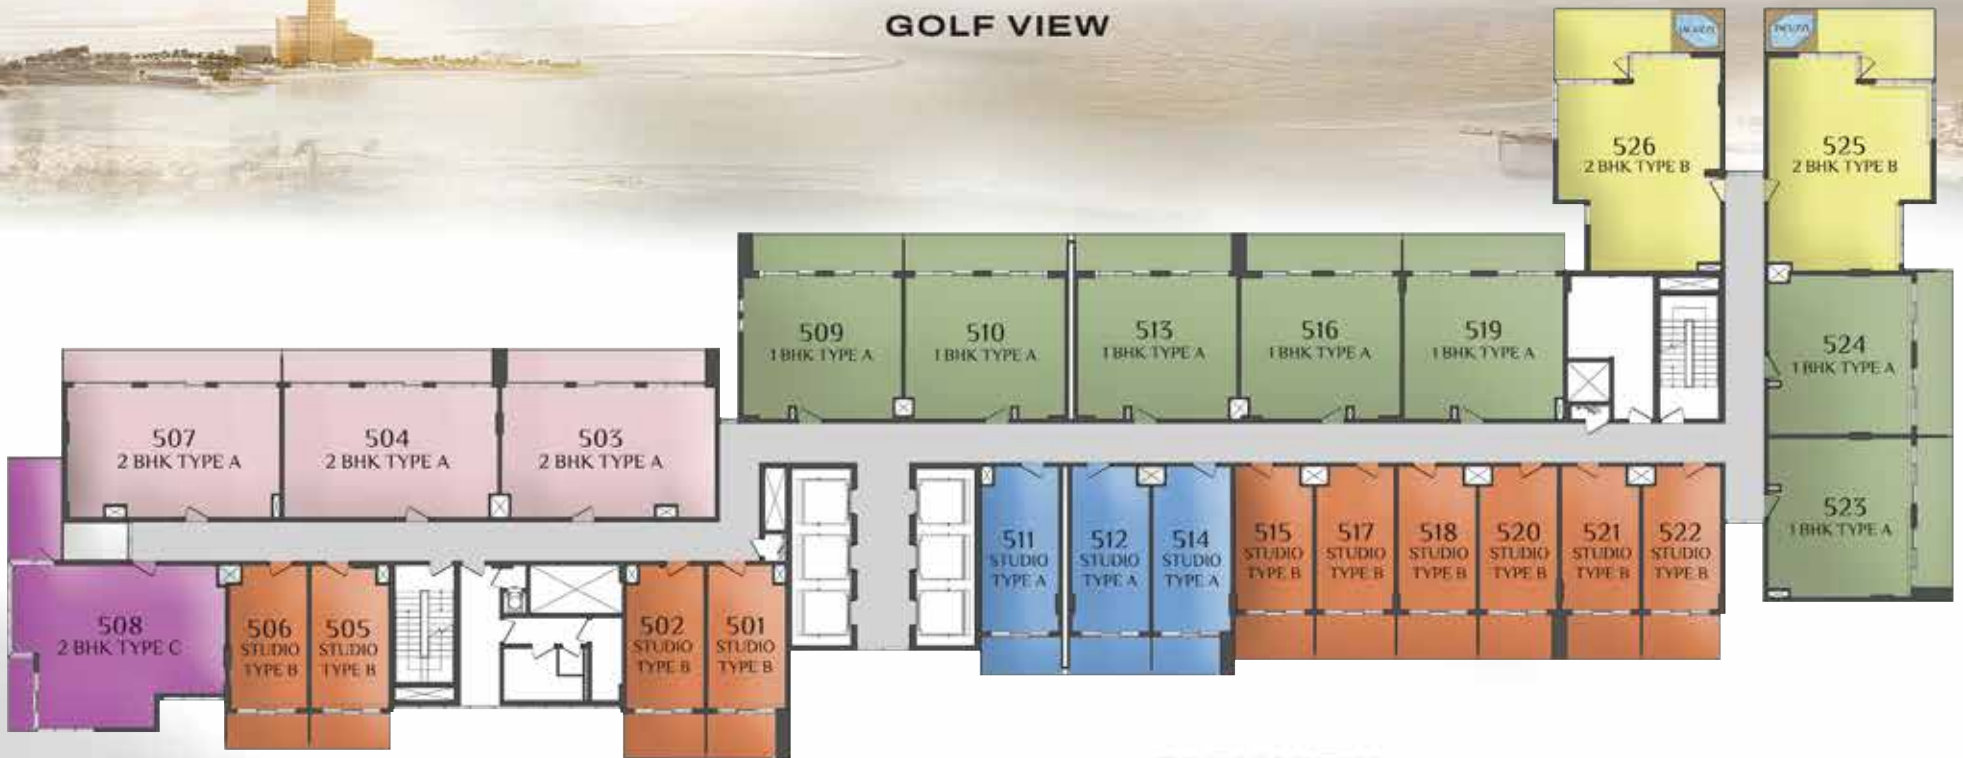 GOLF VIEW
JACUZZI
JACUZZI
526
2 BHK TYPE B
525
2 BHK TYPE B
509
1 BHK TYPE A
510
1 BHK TYPE A
513
1 BHK TYPE A
516
1 BHK TYPE A
519
1 BHK TYPE A
524
1 BHK TYPE A
507
2 BHK TYPE A
504
2 BHK TYPE A
503
2 BHK TYPE A
523
1 BHK TYPE A
511
STUDIO
TYPE A
512
STUDIO
TYPE A
514
STUDIO
TYPE A
515
STUDIO
TYPE B
517
STUDIO
TYPE B
518
STUDIO
TYPE B
520
STUDIO
TYPE B
521
STUDIO
TYPE B
522
STUDIO
TYPE B
508
2 BHK TYPE C
506
STUDIO
TYPE B
505
STUDIO
TYPE B
502
STUDIO
TYPE B
501
STUDIO
TYPE B